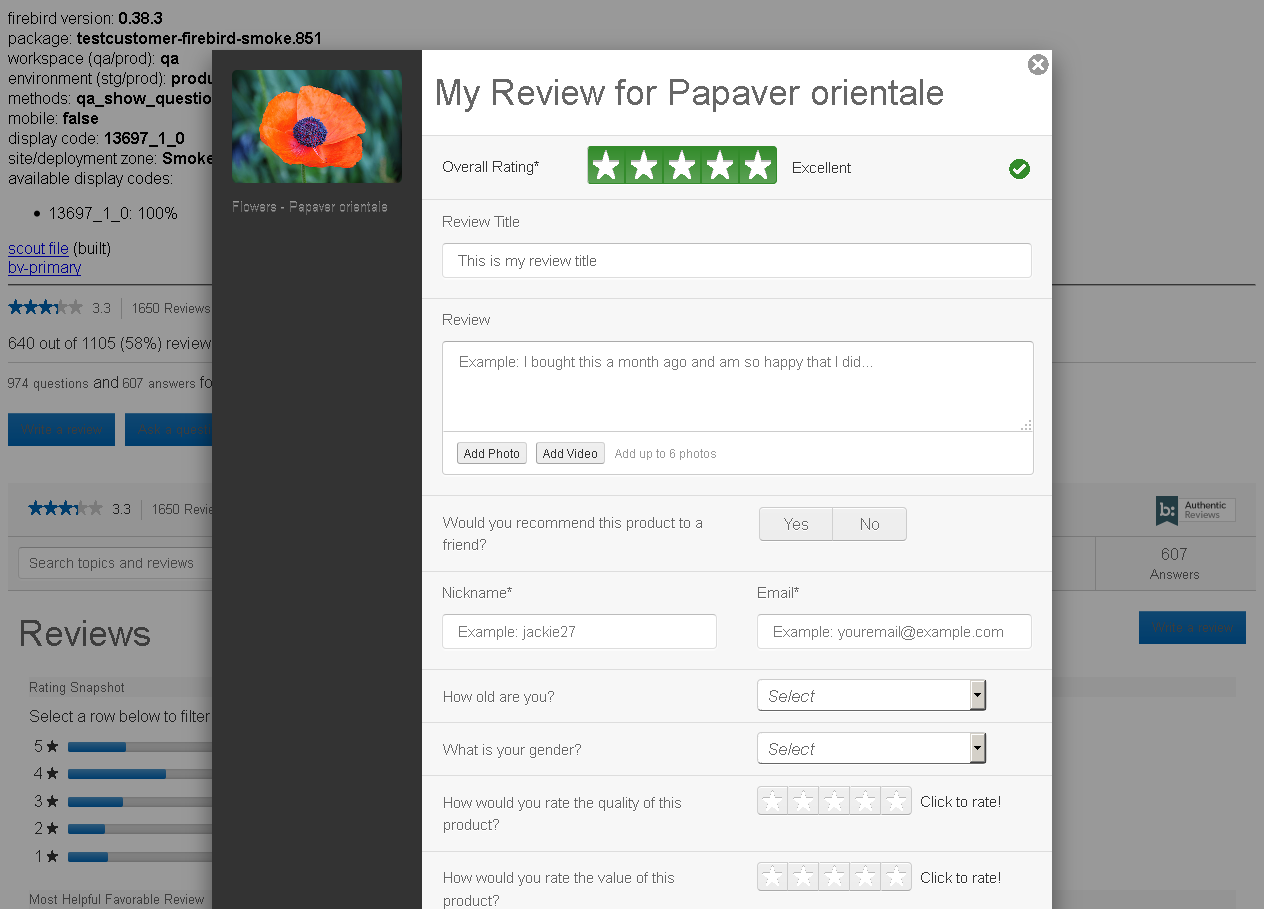 firebird version: 0.38.3
package: testcustomer-firebird-smoke.851
workspace (qa/prod): qa
environment (stg/prod): produ
methods: qa_show_questio
mobile: false
display code: 13697_1_0
site/deployment zone: Smoke
available display codes:
13697_1_0: 100%
scout file (built)
bv-primary
3.3 1650 Reviews
640 out of 1105 (58%) review
974 questions and 607 answers fo
Write a review Ask a quest
3.3 1650 Revie
Search topics and reviews
Reviews
Rating Snapshot
Select a row below to filter
5
4
3
2
1
Most Helpful Favorable Review
Flowers - Papaver orientals
My Review for Papaver orientale
Overall Rating* Excellent
Review Title
This is my review title
Review
Example: I bought this a month ago and am so happy that I did...
Add Photo Add Video Add up to 6 photos
Would you recommend this product to a
friend?
Yes No
Nickname* Email*
Example: jackie27 Example: youremail@example.com
How old are you? Select
What is your gender? Select
How would you rate the quality of this
product?
Click to rate!
How would you rate the value of this
product?
Click to rate!
b: Authentic
Reviews
607
Answers
Write a review